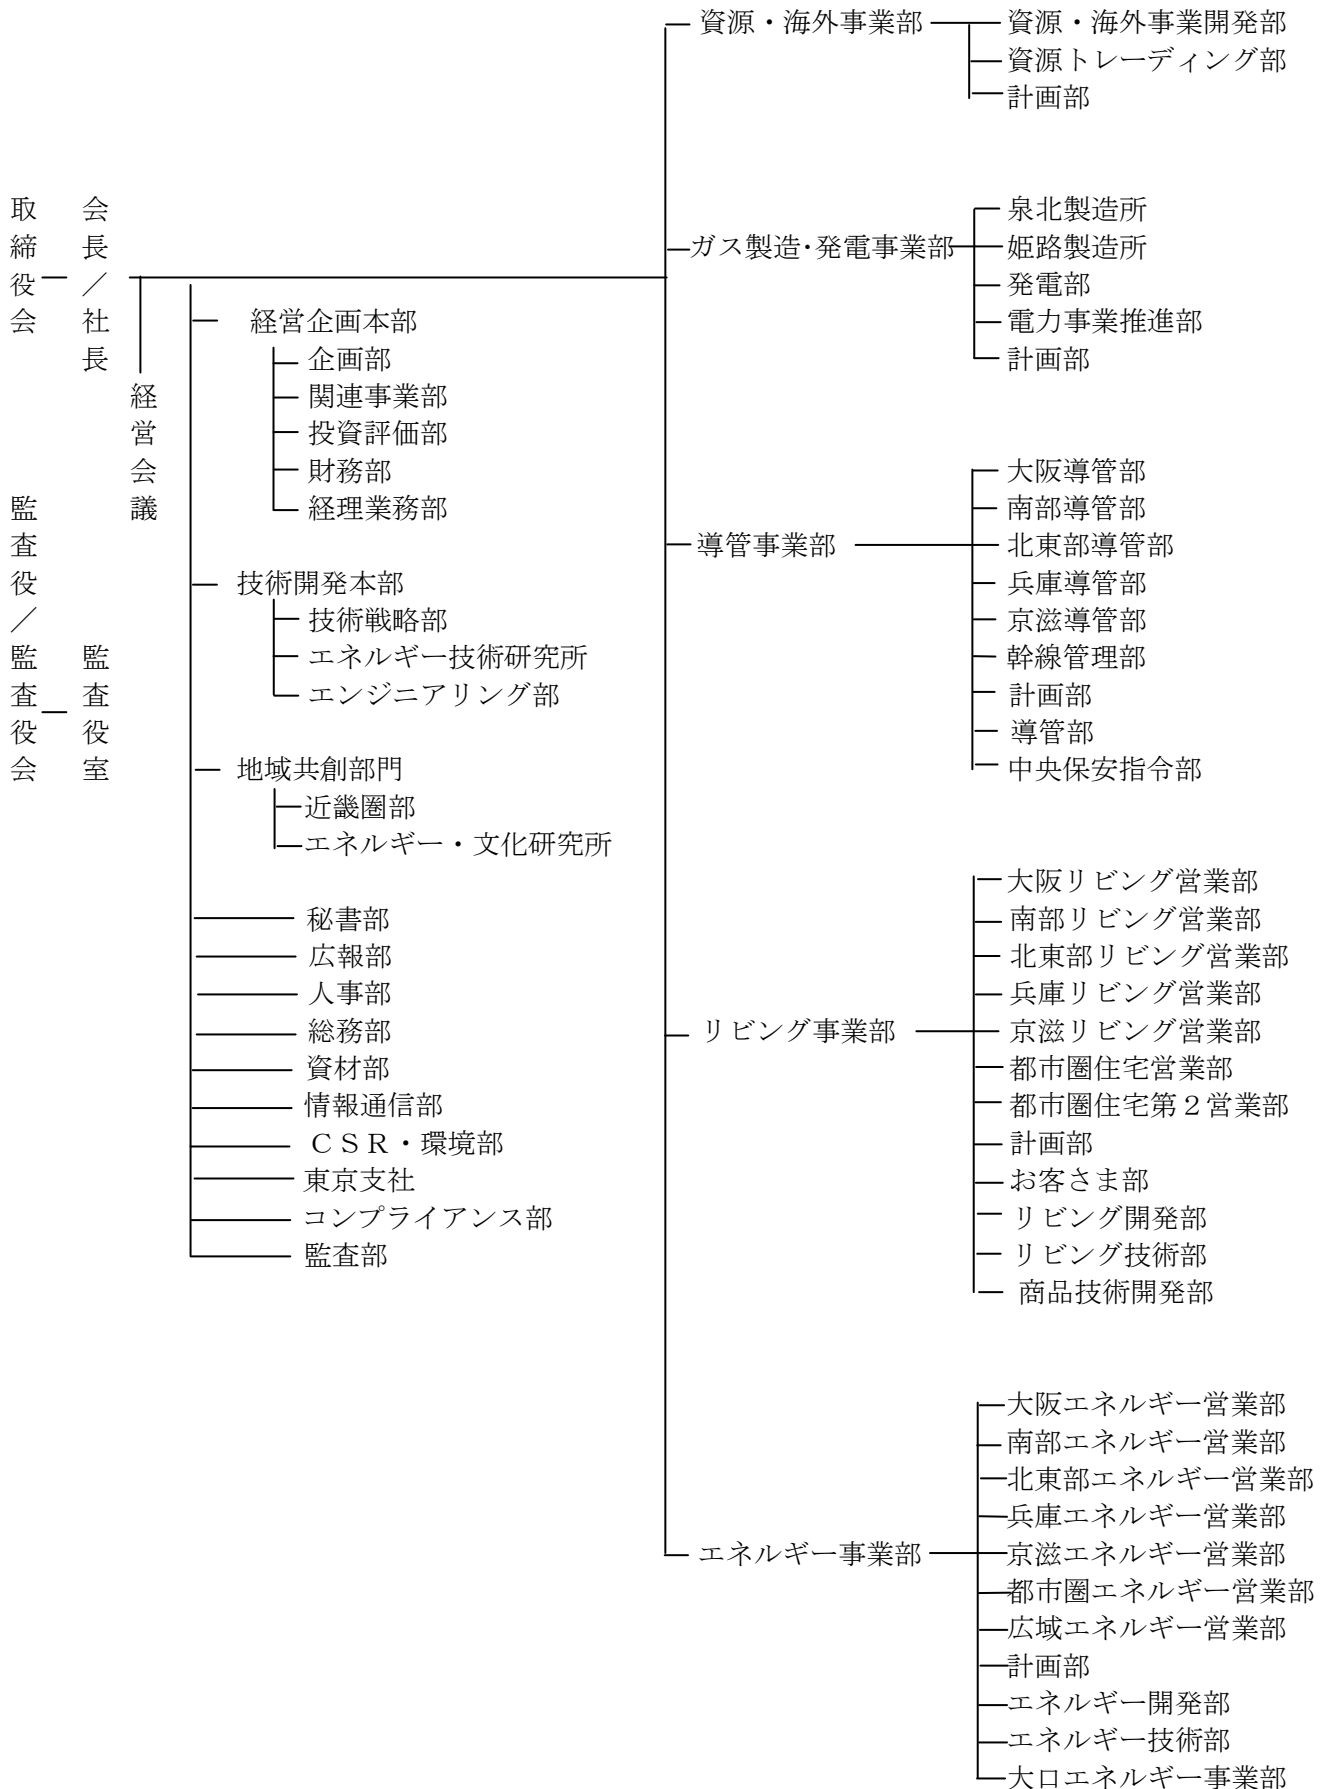 取締役会
会長／社長
経営会議
監査役／監査役会
監査役室
経営企画本部
企画部
関連事業部
投資評価部
財務部
経理業務部
技術開発本部
技術戦略部
エネルギー技術研究所
エンジニアリング部
地域共創部門
近畿圏部
エネルギー・文化研究所
秘書部
広報部
人事部
総務部
資材部
情報通信部
ＣＳＲ・環境部
東京支社
コンプライアンス部
監査部
資源・海外事業部
資源・海外事業開発部
資源トレーディング部
計画部
ガス製造・発電事業部
泉北製造所
姫路製造所
発電部
電力事業推進部
計画部
導管事業部
大阪導管部
南部導管部
北東部導管部
兵庫導管部
京滋導管部
幹線管理部
計画部
導管部
中央保安指令部
リビング事業部
大阪リビング営業部
南部リビング営業部
北東部リビング営業部
兵庫リビング営業部
京滋リビング営業部
都市圏住宅営業部
都市圏住宅第２営業部
計画部
お客さま部
リビング開発部
リビング技術部
商品技術開発部
エネルギー事業部
大阪エネルギー営業部
南部エネルギー営業部
北東部エネルギー営業部
兵庫エネルギー営業部
京滋エネルギー営業部
都市圏エネルギー営業部
広域エネルギー営業部
計画部
エネルギー開発部
エネルギー技術部
大口エネルギー事業部